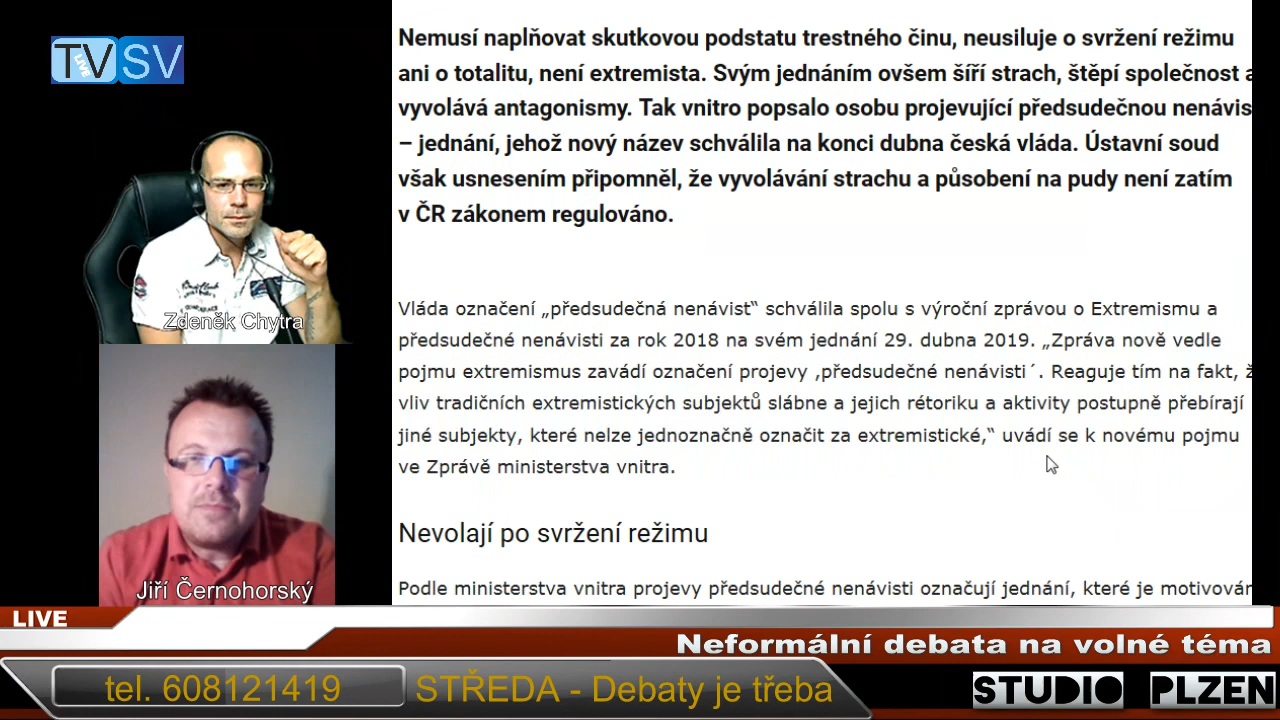 TV LIVE SV
Nemusí naplňovat skutkovou podstatu trestného činu, neusiluje o svržení režimu
ani o totalitu, není extremista. Svým jednáním ovšem šíří strach, štěpí společnost a
vyvolává antagonismy. Tak vnitro popsalo osobu projevující předsudečnou nenávis
– jednání, jehož nový název schválila na konci dubna česká vláda. Ústavní soud
však usnesením připomněl, že vyvolávání strachu a působení na pudy není zatím
v ČR zákonem regulováno.
Vláda označení „předsudečná nenávist“ schválila spolu s výroční zprávou o Extremismu a
předsudečné nenávisti za rok 2018 na svém jednání 29. dubna 2019. „Zpráva nově vedle
pojmu extremismus zavádí označení projevy ‚předsudečné nenávisti´. Reaguje tím na fakt, ž
vliv tradičních extremistických subjektů slábne a jejich rétoriku a aktivity postupně přebírají
jiné subjekty, které nelze jednoznačně označit za extremistické,“ uvádí se k novému pojmu
ve Zprávě ministerstva vnitra.
Nevolají po svržení režimu
Podle ministerstva vnitra projevy předsudečné nenávisti označují jednání, které je motivován
Zdeněk Chytra
Jiří Černohorský
LIVE
Neformální debata na volné téma
tel. 608121419
STŘEDA - Debaty je třeba
STUDIO PLZEN